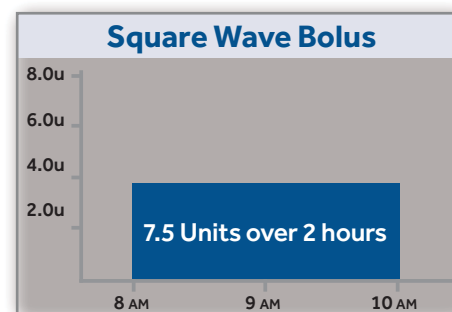 Square Wave Bolus
8.0u
6.0u
4.0u
2.0u
7.5 Units over 2 hours
8 AM 9 AM 10 AM